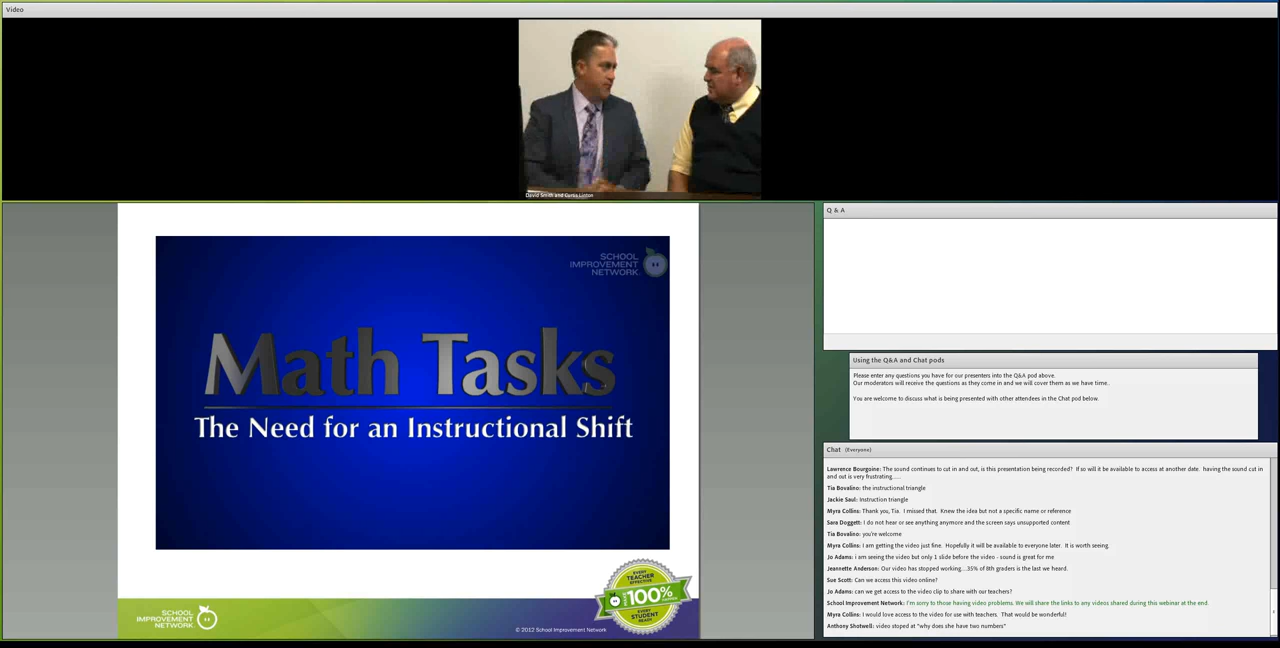 Video
David Smith and Curtis Linton
SCHOOL
IMPROVEMENT
NETWORK
Math Tasks
The Need for an Instructional Shift
SCHOOL
IMPROVEMENT
NETWORK
EVERY
TEACHER
EFFECTIVE,
100%
EVERY
STUDENT
READY
© 2012 School Improvement Network
Q & A
Using the Q&A and Chat pods
Please enter any questions you have for our presenters into the Q&A pod above.
Our moderators will receive the questions as they come in and we will cover them as we have time..
You are welcome to discuss what is being presented with other attendees in the Chat pod below.
Chat (Everyone)
Lawrence Bourgoine: The sound continues to cut in and out, is this presentation being recorded? If so will it be available to access at another date. having the sound cut in
and out is very frustrating.....
Tia Bovalino: the instructional triangle
Jackie Saul: Instruction triangle
Myra Collins: Thank you, Tia. I missed that. Knew the idea but not a specific name or reference
Sara Doggett: I do not hear or see anything anymore and the screen says unsupported content
Tia Bovalino: you're welcome
Myra Collins: I am getting the video just fine. Hopefully it will be available to everyone later. It is worth seeing.
Jo Adams: i am seeing the video but only 1 slide before the video - sound is great for me
Jeannette Anderson: Our video has stopped working...35% of 8th graders is the last we heard.
Sue Scott: Can we access this video online?
Jo Adams: can we get access to the video clip to share with our teachers?
School Improvement Network: I'm sorry to those having video problems. We will share the links to any videos shared during this webinar at the end.
Myra Collins: I would love access to the video for use with teachers. That would be wonderful!
Anthony Shotwell: video stoped at "why does she have two numbers"